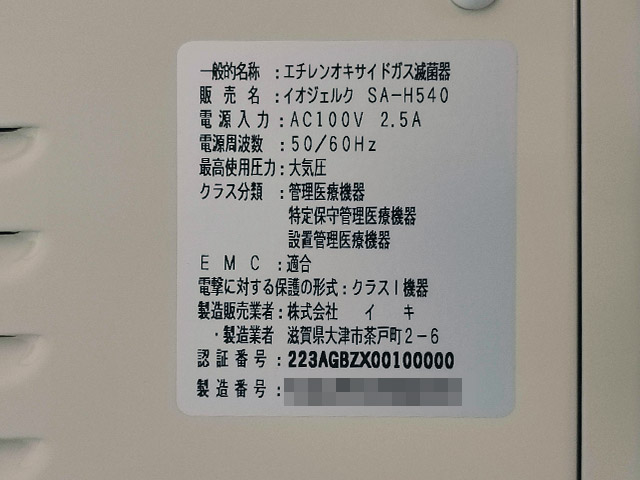 一般的名称 :エチレンオキサイドガス滅菌器
販売名:イオジェルク SA-H540
電源入力:AC100V 2.5A
電源周波数 :50/60Hz
最高使用圧力:大気圧
クラス分類 :管理医療機器
特定保守管理医療機器
設置管理医療機器
EMC:適合
電撃に対する保護の形式:クラスⅠ機器
製造販売業者:株式会社 イキ
・製造業者 滋賀県大津市茶戸町2-6
認証番号:223AGBZX00100000
製造番号: